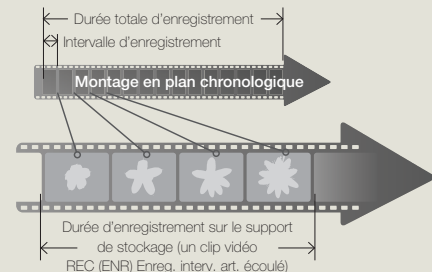 Durée totale d'enregistrement
Intervalle d'enregistrement
Montage en plan chronologique
Durée d'enregistrement sur le support
de stockage (un clip vidéo
REC (ENR) Enreg. interv. art. écoulé)